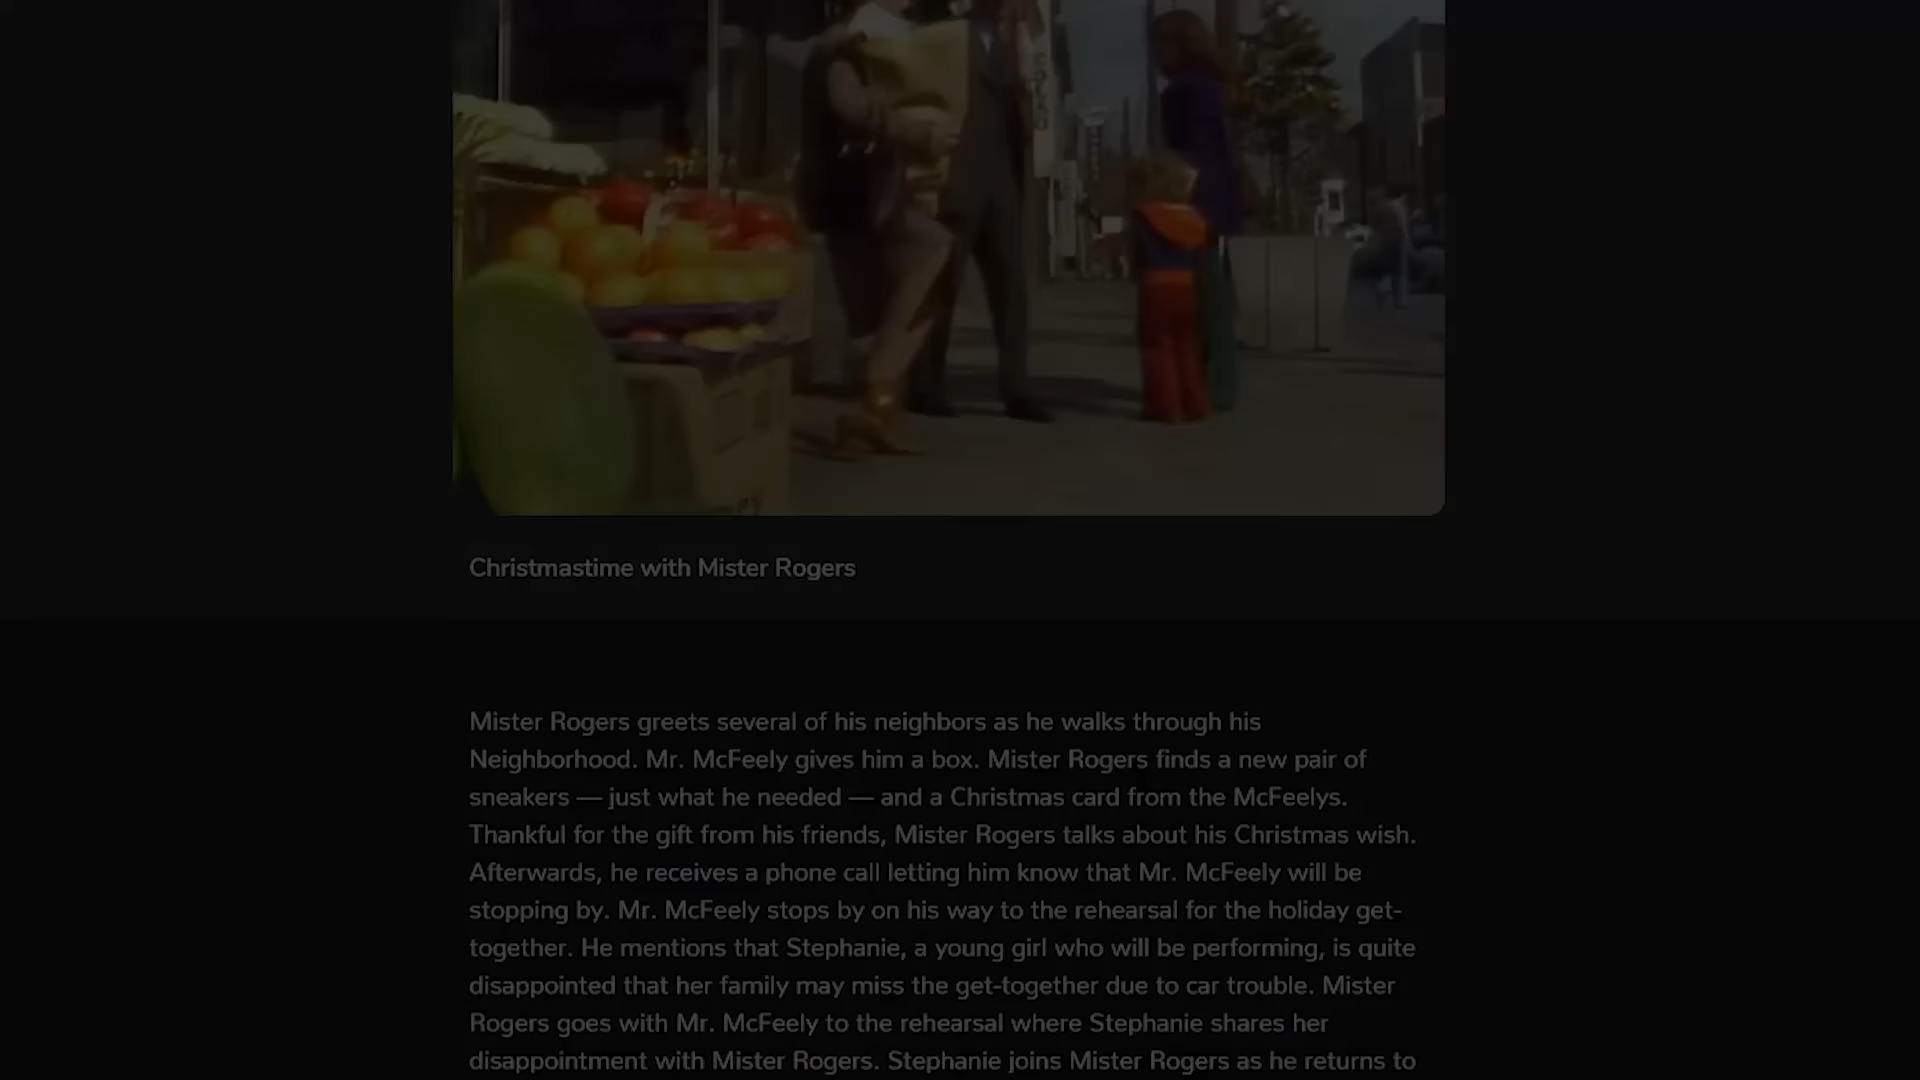 Christmastime with Mister Rogers
Mister Rogers greets several of his neighbors as he walks through his
Neighborhood. Mr. McFeely gives him a box. Mister Rogers finds a new pair of
sneakers — just what he needed — and a Christmas card from the McFeelys.
Thankful for the gift from his friends, Mister Rogers talks about his Christmas wish.
Afterwards, he receives a phone call letting him know that Mr. McFeely will be
stopping by. Mr. McFeely stops by on his way to the rehearsal for the holiday get-
together. He mentions that Stephanie, a young girl who will be performing, is quite
disappointed that her family may miss the get-together due to car trouble. Mister
Rogers goes with Mr. McFeely to the rehearsal where Stephanie shares her
disappointment with Mister Rogers. Stephanie joins Mister Rogers as he returns to